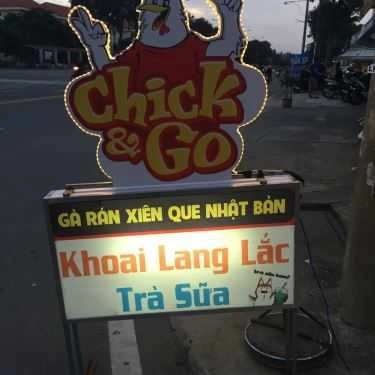 Chick
& Go
GÀ RÁN XIÊN QUE NHẬT BẢN
Khoai Lang Lắc
Trà Sữa